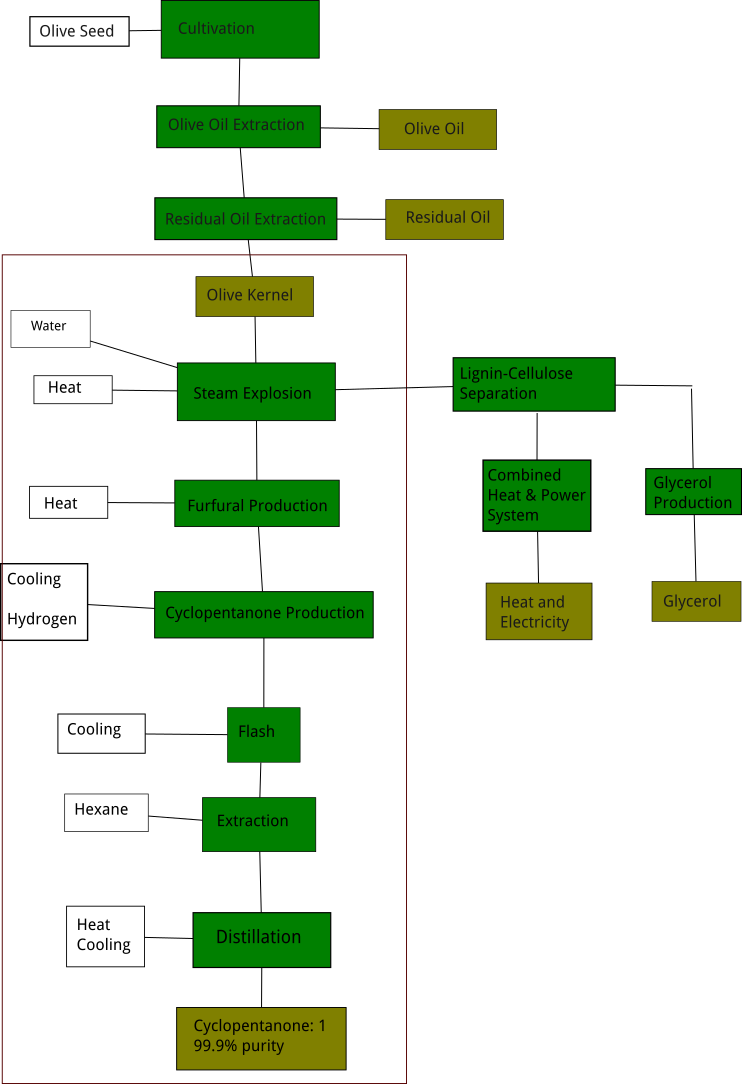 Olive Seed
Cultivation
Olive Oil Extraction
Olive Oil
Residual Oil Extraction
Residual Oil
Olive Kernel
Water
Heat
Steam Explosion
Lignin-Cellulose
Separation
Combined
Heat & Power
System
Glycerol
Production
Heat
Furfural Production
Cooling
Hydrogen
Cyclopentanone Production
Heat and
Electricity
Glycerol
Cooling
Flash
Hexane
Extraction
Heat
Cooling
Distillation
Cyclopentanone: 1
99.9% purity